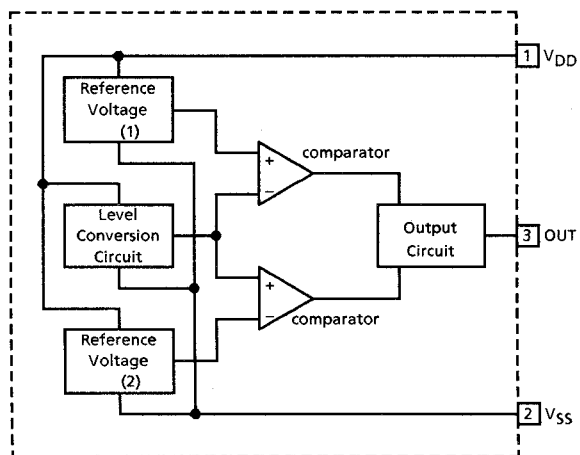 1 VDD
Reference
Voltage
(1)
comparator
+
−
Level
Conversion
Circuit
Output
Circuit
3 OUT
+
−
comparator
Reference
Voltage
(2)
2 VSS